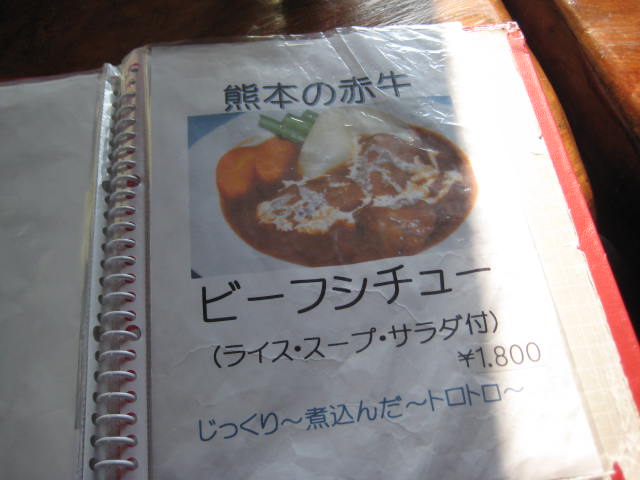 熊本の赤牛
ビーフシチュー
（ライス・スープ・サラダ付）
¥1.800
じっくり～煮込んだ～トロトロ～